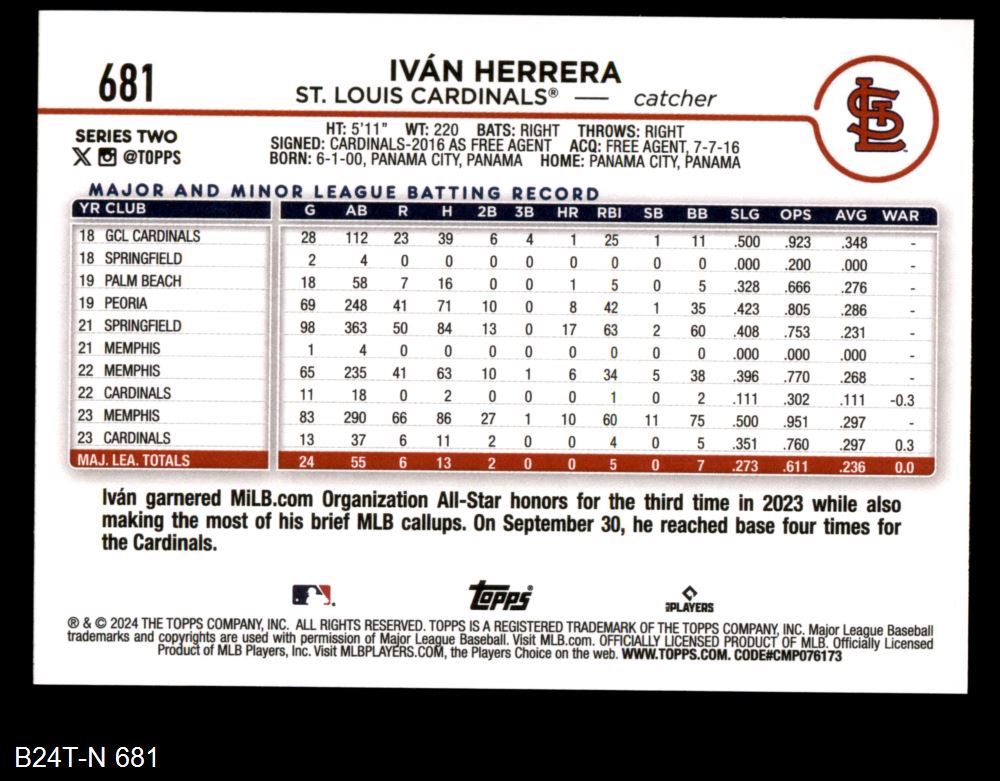 681
IVÁN HERRERA
ST. LOUIS CARDINALS® — catcher
SERIES TWO
@TOPPS
HT: 5'11" WT: 220 BATS: RIGHT THROWS: RIGHT
SIGNED: CARDINALS-2016 AS FREE AGENT ACQ: FREE AGENT, 7-7-16
BORN: 6-1-00, PANAMA CITY, PANAMA HOME: PANAMA CITY, PANAMA
STL
MAJOR AND MINOR LEAGUE BATTING RECORD
YR CLUB G AB R H 2B 3B HR RBI SB BB SLG OPS AVG WAR
18 GCL CARDINALS 28 112 23 39 6 4 1 25 1 11 .500 .923 .348 -
18 SPRINGFIELD 2 4 0 0 0 0 0 0 0 0 .000 .200 .000 -
19 PALM BEACH 18 58 7 16 0 0 1 5 0 5 .328 .666 .276 -
19 PEORIA 69 248 41 71 10 0 8 42 1 35 .423 .805 .286 -
21 SPRINGFIELD 98 363 50 84 13 0 17 63 2 60 .408 .753 .231 -
21 MEMPHIS 1 4 0 0 0 0 0 0 0 0 .000 .000 .000 -
22 MEMPHIS 65 235 41 63 10 1 6 34 5 38 .396 .770 .268 -
22 CARDINALS 11 18 0 2 0 0 0 1 0 2 .111 .302 .111 -0.3
23 MEMPHIS 83 290 66 86 27 1 10 60 11 75 .500 .951 .297 -
23 CARDINALS 13 37 6 11 2 0 0 4 0 5 .351 .760 .297 0.3
MAJ. LEA. TOTALS 24 55 6 13 2 0 0 5 0 7 .273 .611 .236 0.0
Iván garnered MiLB.com Organization All-Star honors for the third time in 2023 while also
making the most of his brief MLB callups. On September 30, he reached base four times for
the Cardinals.
Topps®
PLAYERS
® & © 2024 THE TOPPS COMPANY, INC. ALL RIGHTS RESERVED. TOPPS IS A REGISTERED TRADEMARK OF THE TOPPS COMPANY, INC. Major League Baseball
trademarks and copyrights are used with permission of Major League Baseball. Visit MLB.com. OFFICIALLY LICENSED PRODUCT OF MLB. Officially Licensed
Product of MLB Players, Inc. Visit MLBPLAYERS.COM, the Players Choice on the web. WWW.TOPPS.COM. CODE#CMP076173
B24T-N 681